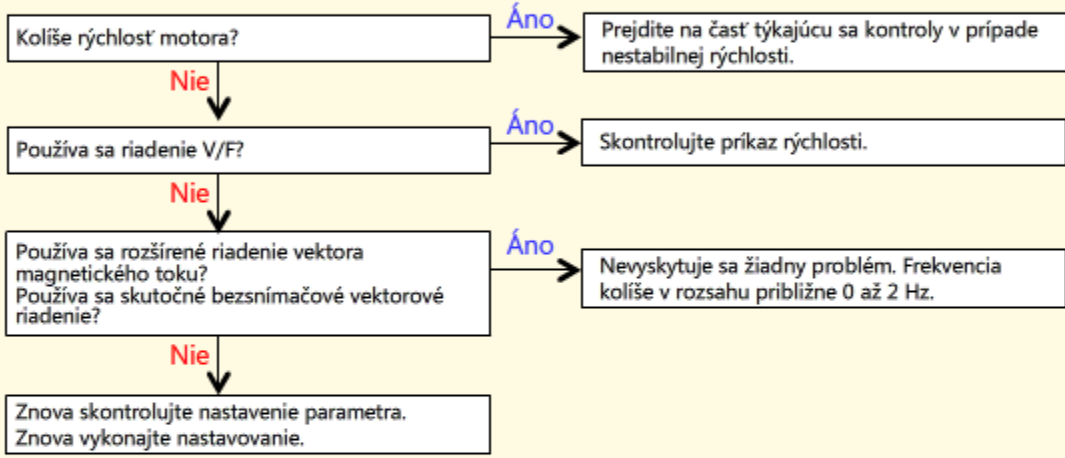 Kolíše rýchlosť motora?
Áno
Prejdite na časť týkajúcu sa kontroly v prípade
nestabilnej rýchlosti.
Nie
Používa sa riadenie V/F?
Áno
Skontrolujte príkaz rýchlosti.
Nie
Používa sa rozšírené riadenie vektora
magnetického toku?
Používa sa skutočné bezsnímačové vektorové
riadenie?
Áno
Nevyskytuje sa žiadny problém. Frekvencia
kolíše v rozsahu približne 0 až 2 Hz.
Nie
Znova skontrolujte nastavenie parametra.
Znova vykonajte nastavovanie.